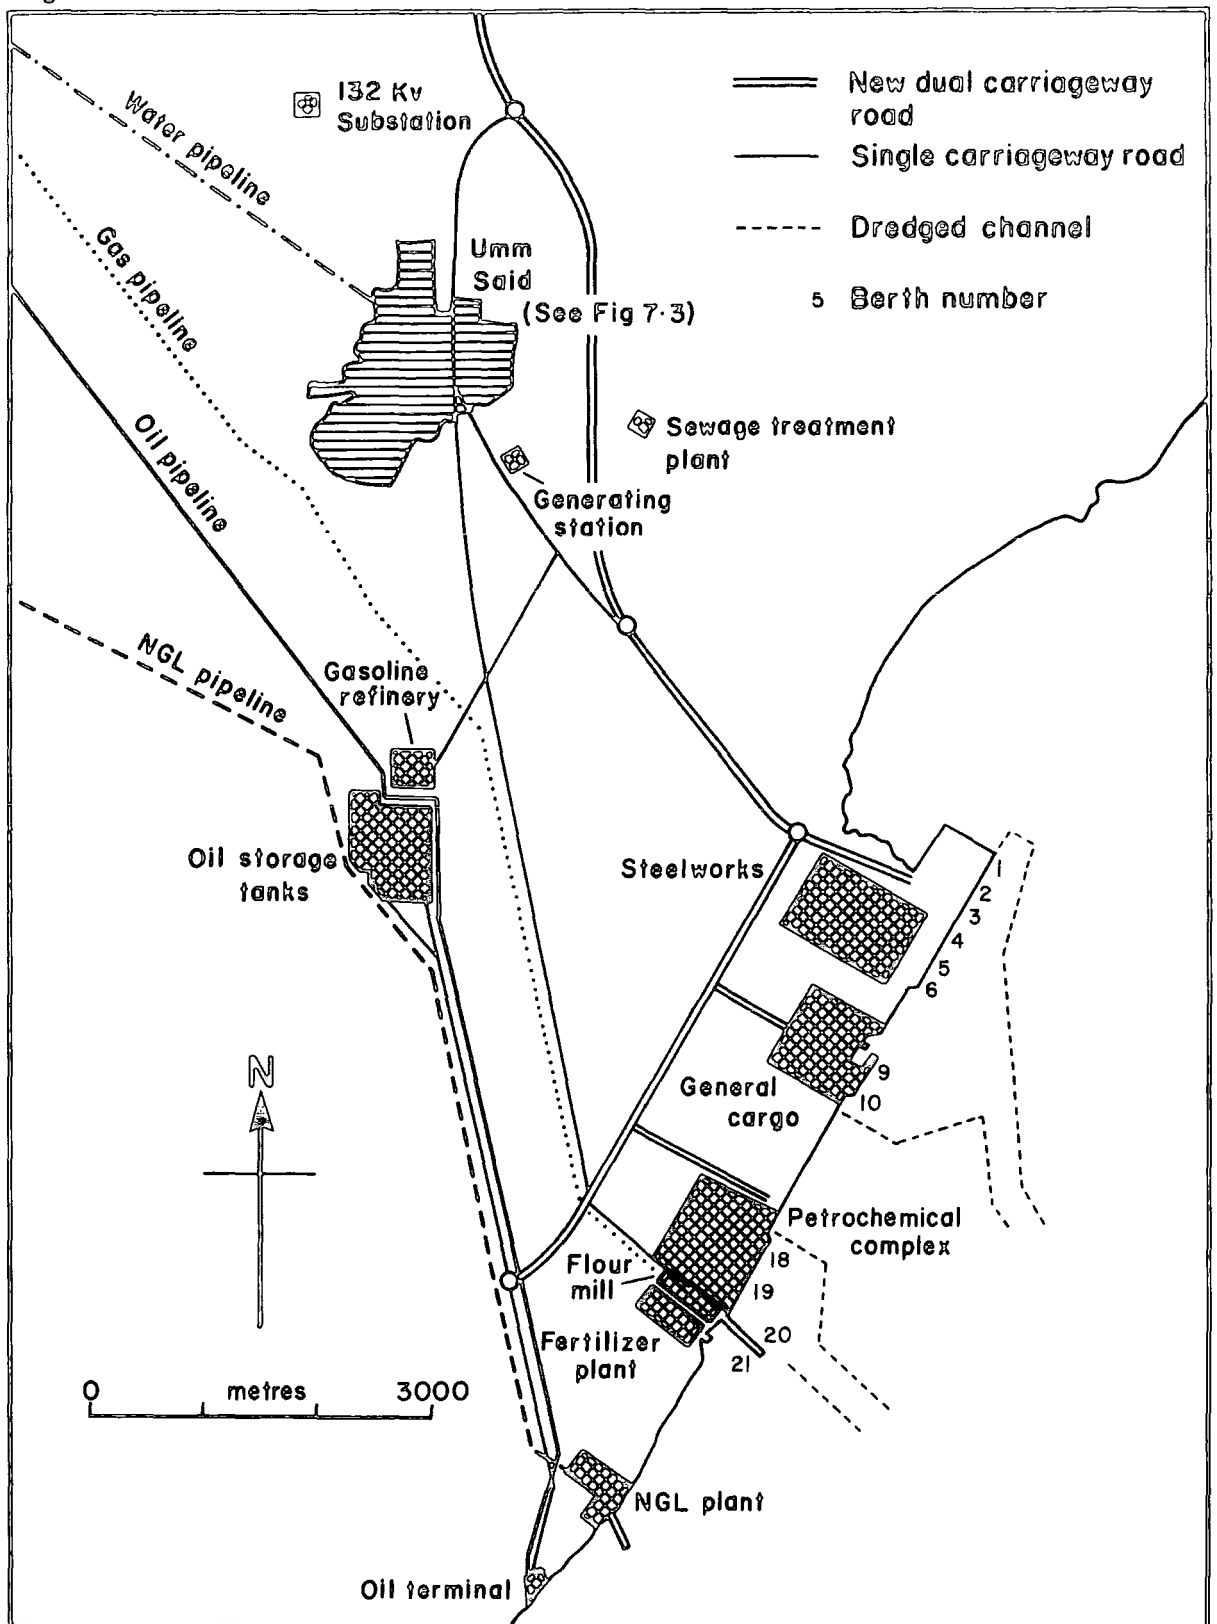 132 Kv
Substation
New dual carriageway
road
Single carriageway road
Dredged channel
5 Berth number
Water pipeline
Gas pipeline
Umm
Said
(See Fig 7·3)
Oil pipeline
Sewage treatment
plant
Generating
station
NGL pipeline
Gasoline
refinery
Oil storage
tanks
Steelworks
1
2
3
4
5
6
N
General
cargo
9
10
Petrochemical
complex
18
Flour
mill
19
20
21
Fertilizer
plant
0 metres 3000
NGL plant
Oil terminal